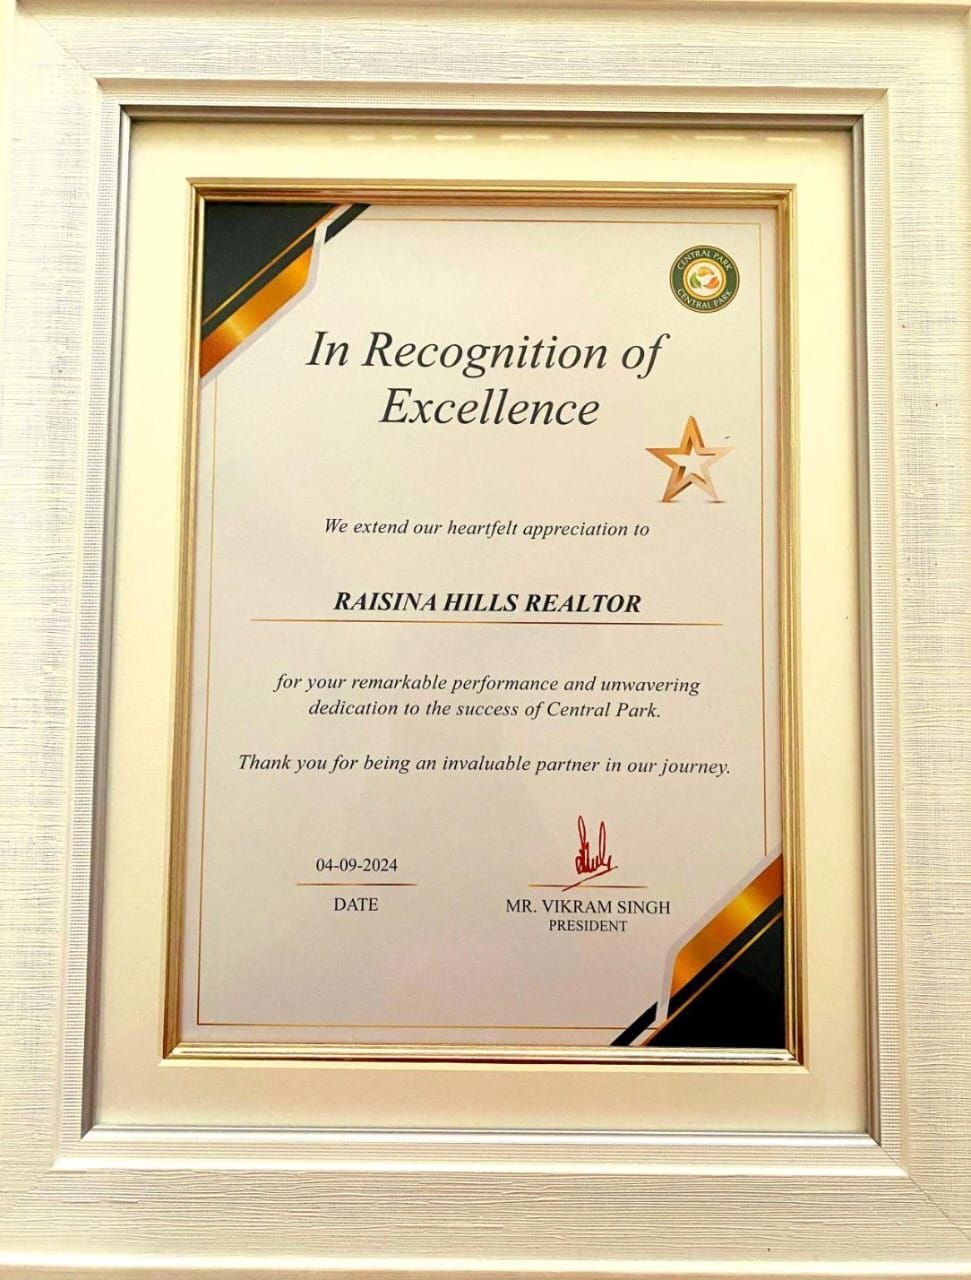 CENTRAL PARK
CENTRAL PARK
In Recognition of
Excellence
We extend our heartfelt appreciation to
RAISINA HILLS REALTOR
for your remarkable performance and unwavering
dedication to the success of Central Park.
Thank you for being an invaluable partner in our journey.
04-09-2024
DATE
MR. VIKRAM SINGH
PRESIDENT